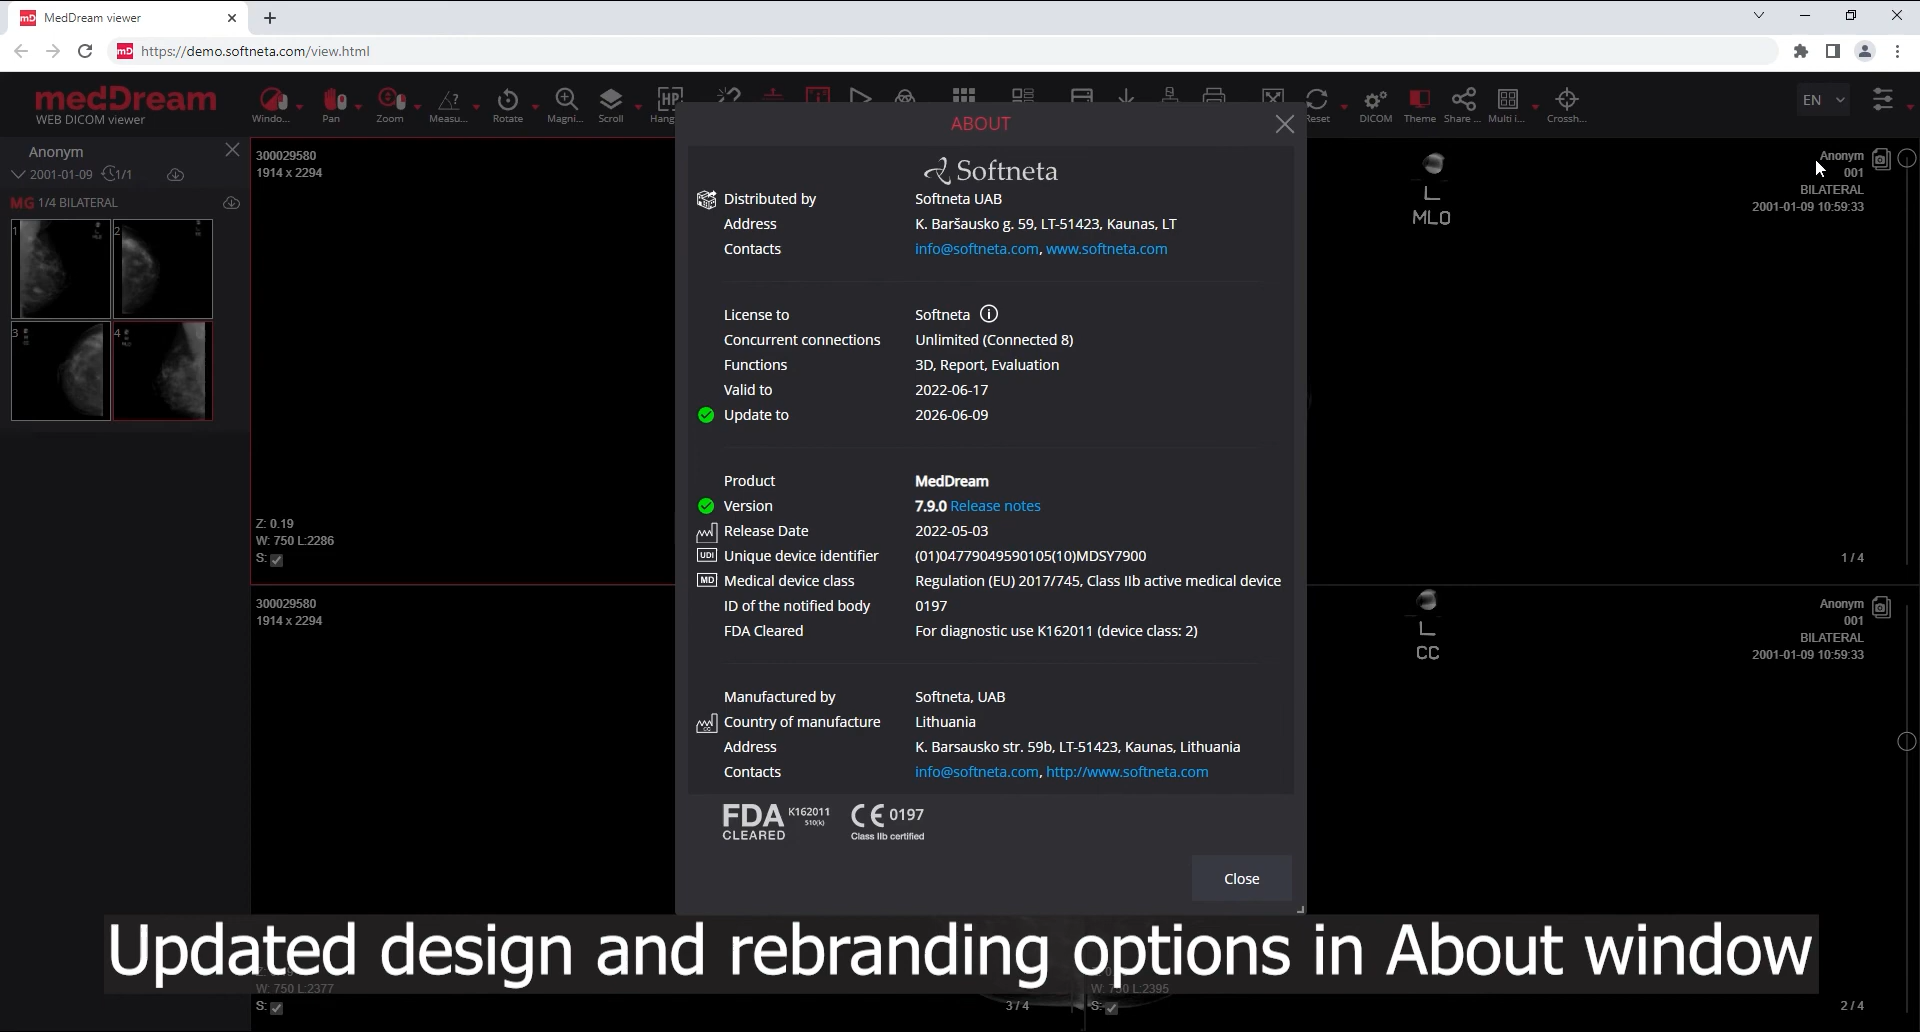 MedDream viewer
https://demo.softneta.com/view.html
medDream
WEB DICOM viewer
Windo...
Pan
Zoom
Measu...
Rotate
Magni...
Scroll
Hang
Reset
DICOM
Theme
Share ...
Multi i...
Crossh...
EN
Anonym
2001-01-09 1/1
MG 1/4 BILATERAL
1
2
3
4
300029580
1914 x 2294
Z: 0.19
W: 750 L:2286
S:
ABOUT
Softneta
Distributed by Softneta UAB
Address K. Baršausko g. 59, LT-51423, Kaunas, LT
Contacts info@softneta.com, www.softneta.com
License to Softneta
Concurrent connections Unlimited (Connected 8)
Functions 3D, Report, Evaluation
Valid to 2022-06-17
Update to 2026-06-09
Product MedDream
Version 7.9.0 Release notes
Release Date 2022-05-03
UDI Unique device identifier (01)04779049590105(10)MDSY7900
MD Medical device class Regulation (EU) 2017/745, Class IIb active medical device
ID of the notified body 0197
FDA Cleared For diagnostic use K162011 (device class: 2)
Manufactured by Softneta, UAB
Country of manufacture Lithuania
Address K. Barsausko str. 59b, LT-51423, Kaunas, Lithuania
Contacts info@softneta.com, http://www.softneta.com
FDA CLEARED K162011 510(k)
CE 0197
Class IIb certified
Close
L
MLO
Anonym
001
BILATERAL
2001-01-09 10:59:33
1 / 4
300029580
1914 x 2294
L
CC
Anonym
001
BILATERAL
2001-01-09 10:59:33
Updated design and rebranding options in About window
W: 750 L:2377
S:
3 / 4
W: 750 L:2395
S:
2 / 4